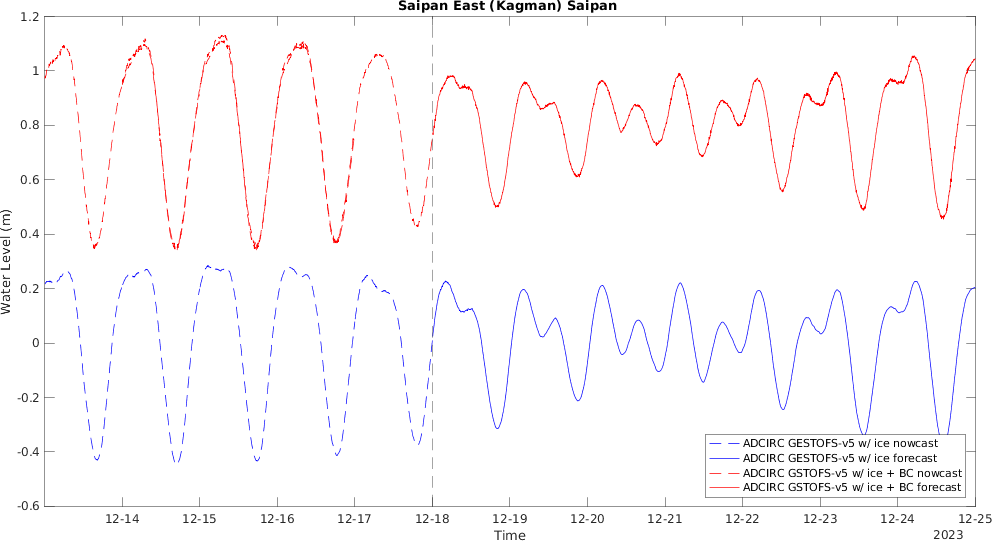 Saipan East (Kagman) Saipan
Water Level (m)
1.2
1
0.8
0.6
0.4
0.2
0
-0.2
-0.4
-0.6
ADCIRC GESTOFS-v5 w/ ice nowcast
ADCIRC GESTOFS-v5 w/ ice forecast
ADCIRC GSTOFS-v5 w/ ice + BC nowcast
ADCIRC GSTOFS-v5 w/ ice + BC forecast
12-14 12-15 12-16 12-17 12-18 12-19 12-20 12-21 12-22 12-23 12-24 12-25
Time
2023